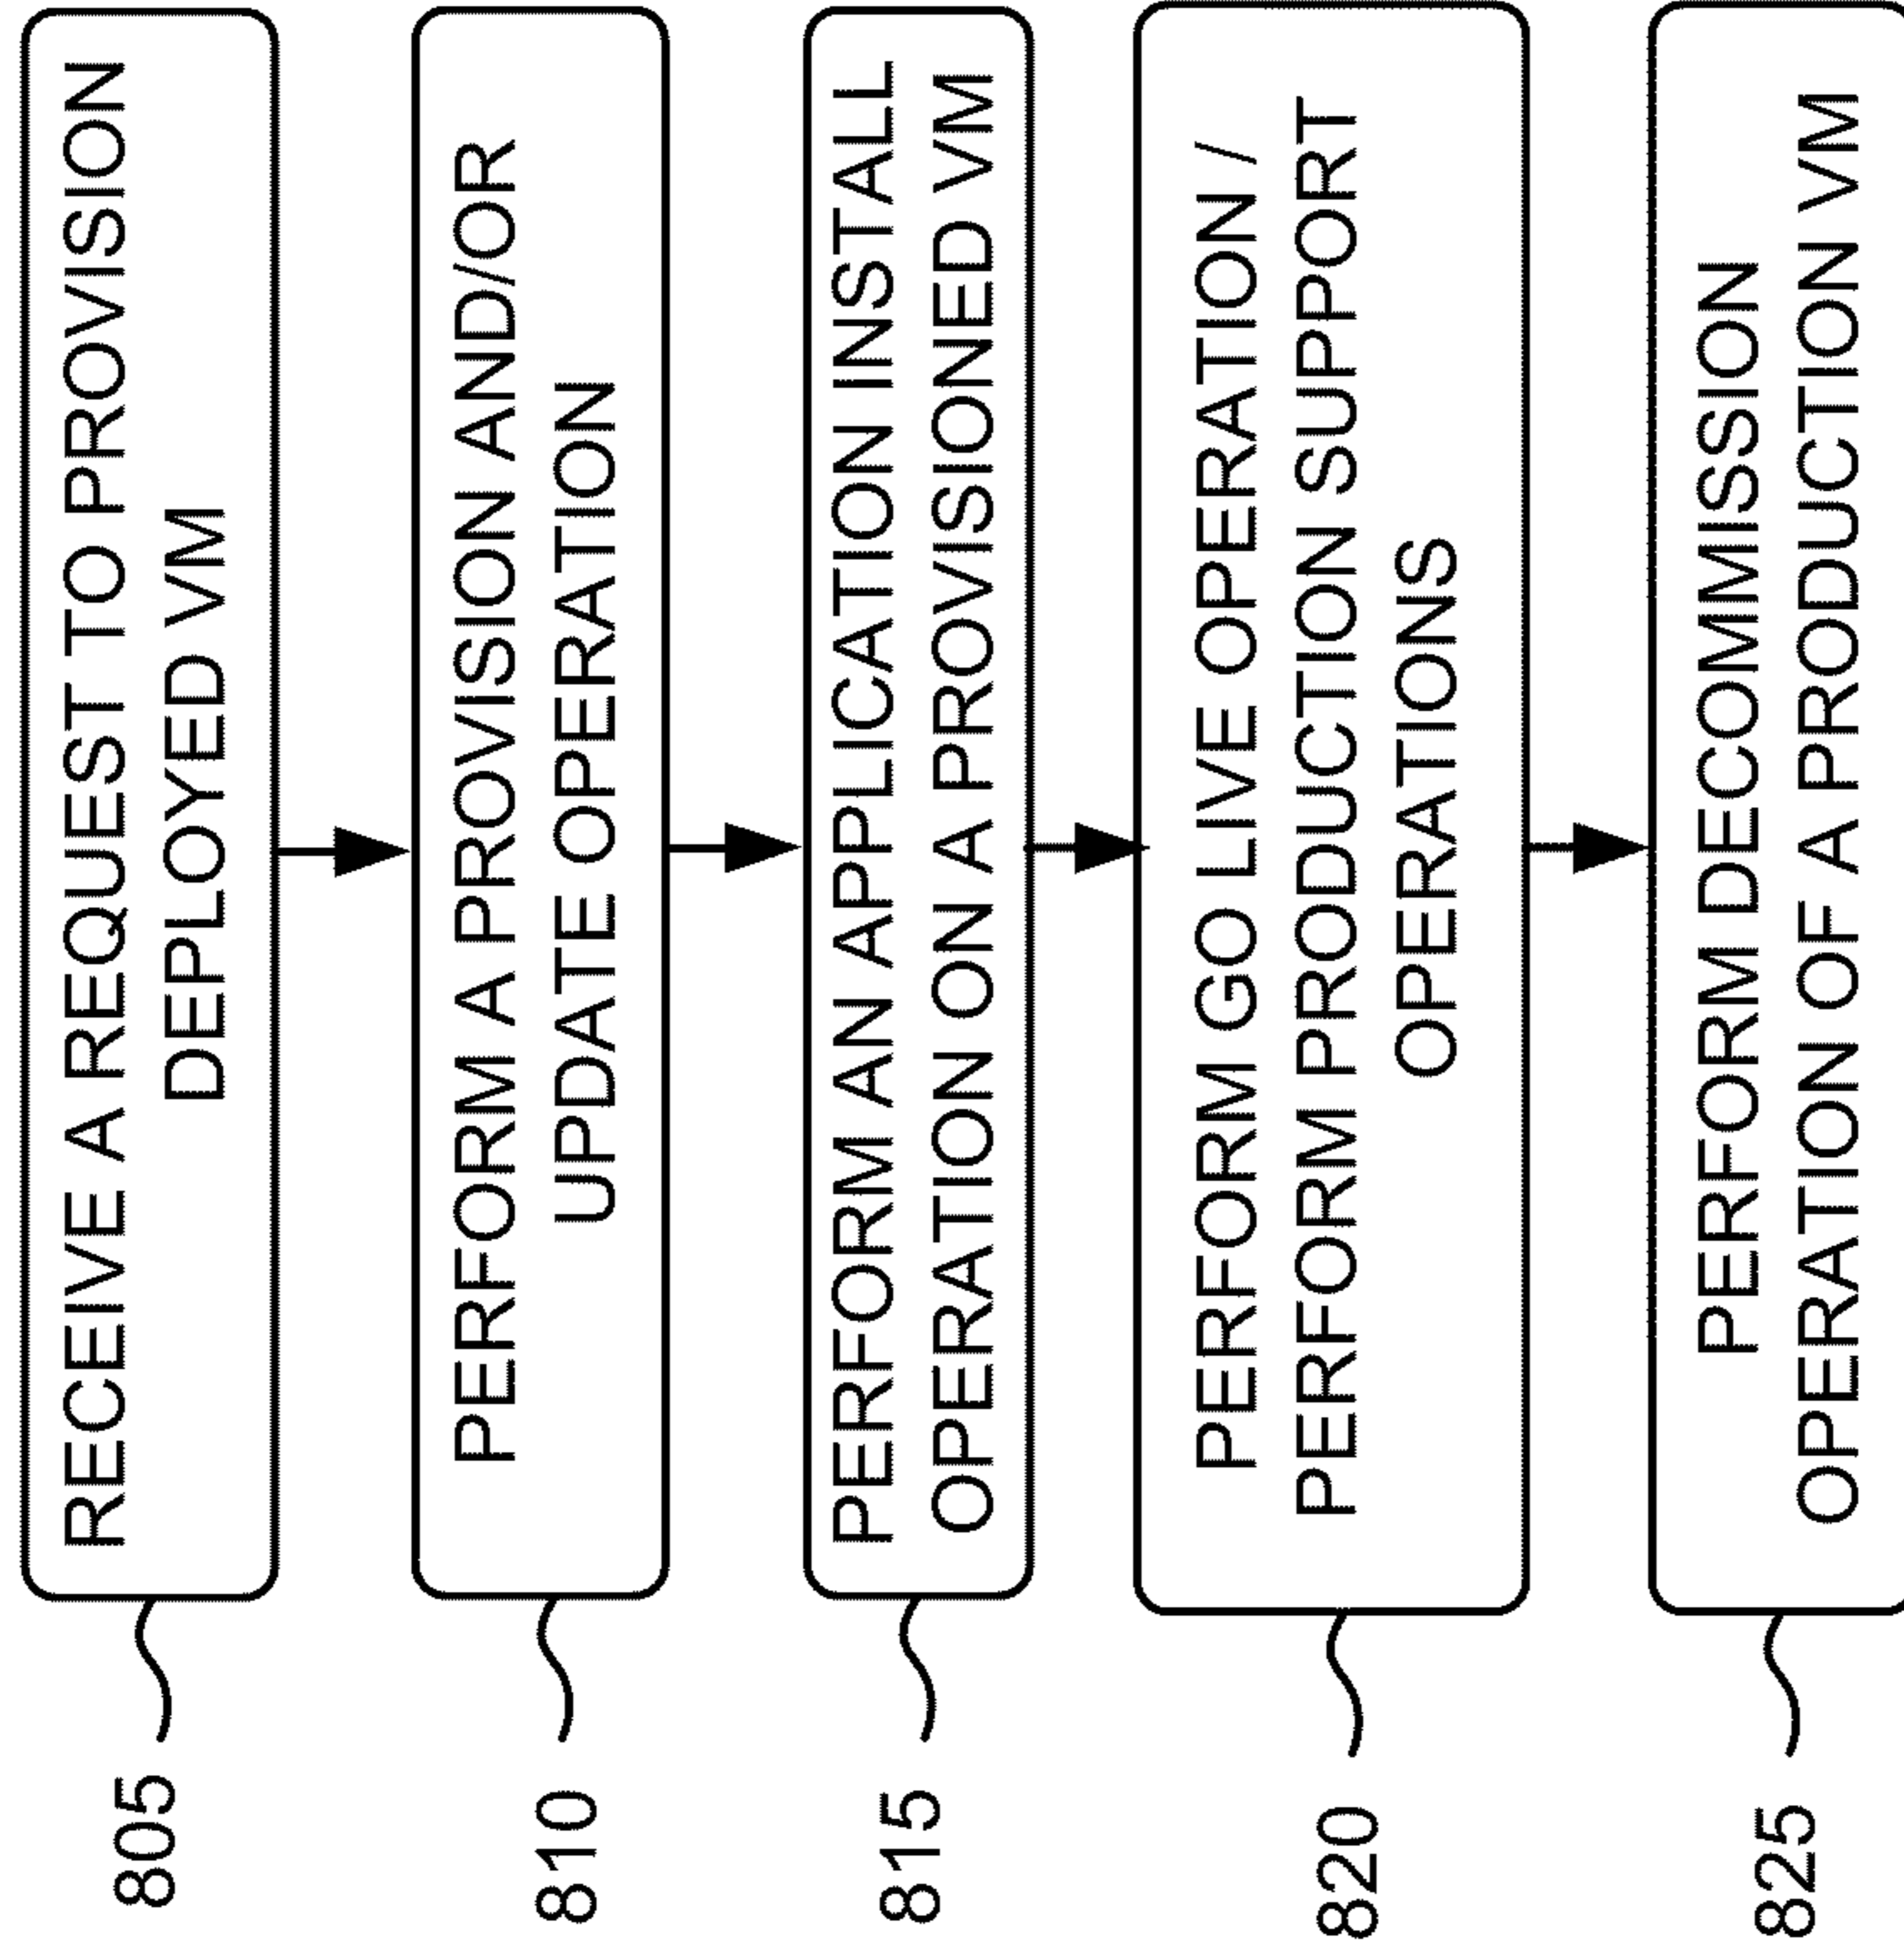 805
RECEIVE A REQUEST TO PROVISION
DEPLOYED VM
810
PERFORM A PROVISION AND/OR
UPDATE OPERATION
815
PERFORM AN APPLICATION INSTALL
OPERATION ON A PROVISIONED VM
820
PERFORM GO LIVE OPERATION /
PERFORM PRODUCTION SUPPORT
OPERATIONS
825
PERFORM DECOMMISSION
OPERATION OF A PRODUCTION VM